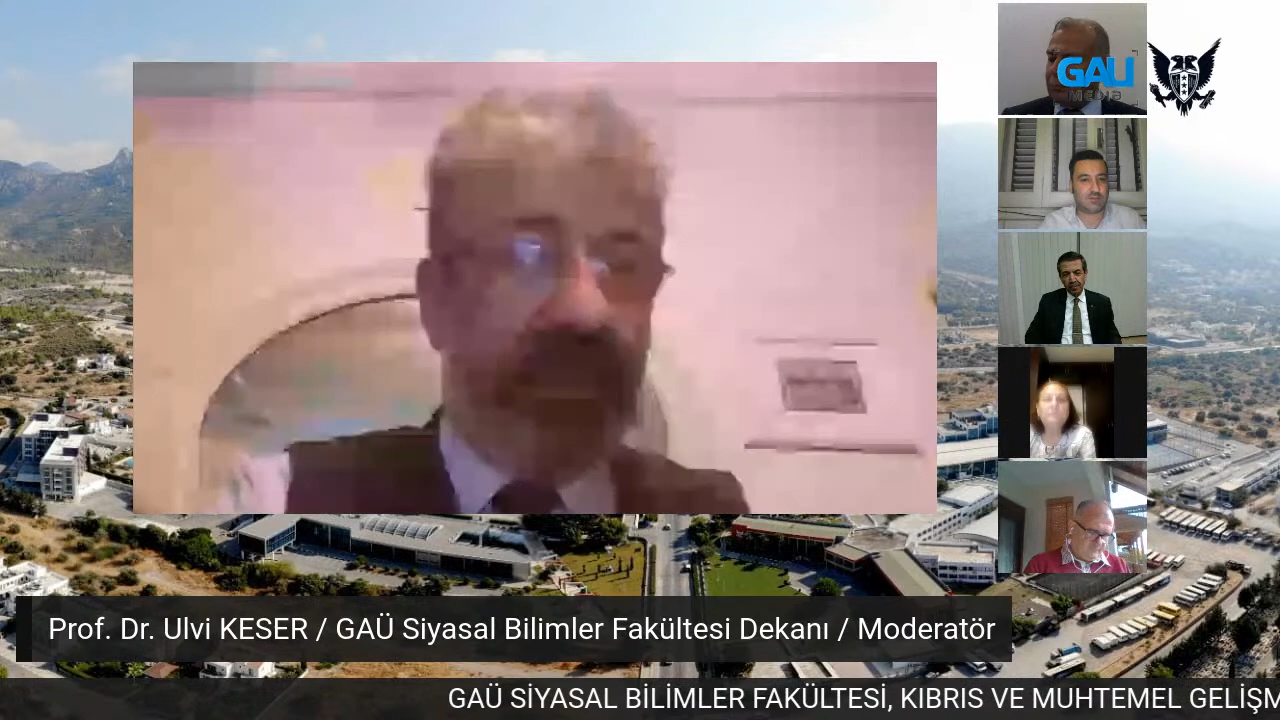 GAU
MEDIA
Prof. Dr. Ulvi KESER / GAÜ Siyasal Bilimler Fakültesi Dekanı / Moderatör
GAÜ SİYASAL BİLİMLER FAKÜLTESİ, KIBRIS VE MUHTEMEL GELİŞM